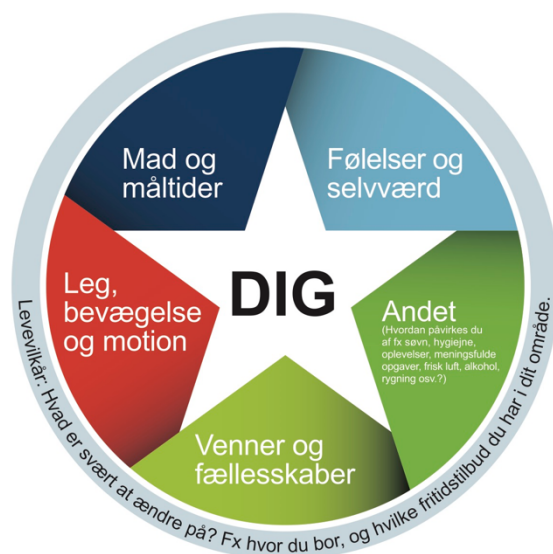 Mad og
måltider
Følelser og
selvværd
Leg,
bevægelse
og motion
DIG
Andet
(Hvordan påvirkes du
af fx søvn, hygiejne,
oplevelser, meningsfulde
opgaver, frisk luft, alkohol,
rygning osv.?)
Venner og
fællesskaber
Levevilkår: Hvad er svært at ændre på? Fx hvor du bor, og hvilke fritidstilbud du har i dit område.